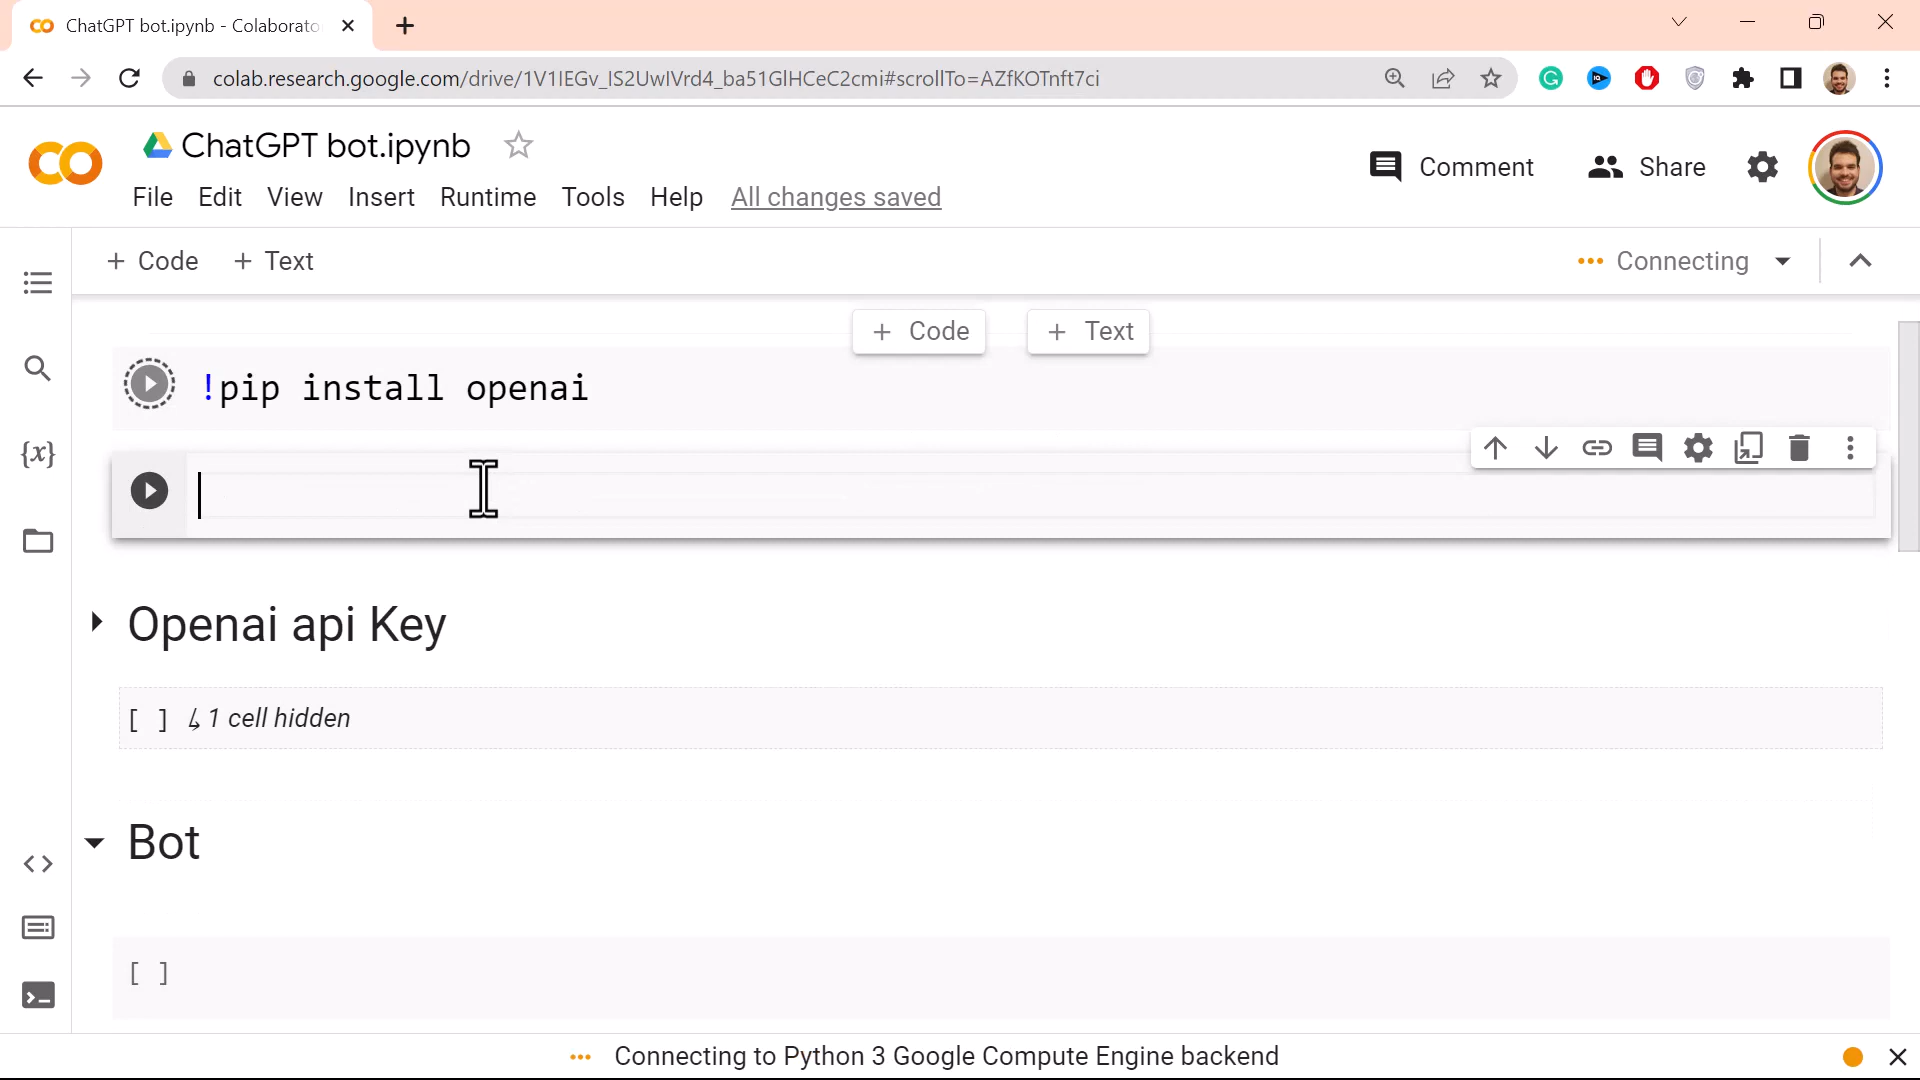 ChatGPT bot.ipynb - Colaborato
colab.research.google.com/drive/1V1IEGv_IS2UwIVrd4_ba51GlHCeC2cmi#scrollTo=AZfKOTnft7ci
ChatGPT bot.ipynb
Comment
Share
File Edit View Insert Runtime Tools Help All changes saved
+ Code + Text
Connecting
+ Code + Text
!pip install openai
Openai api Key
[ ] ↳ 1 cell hidden
Bot
[ ]
Connecting to Python 3 Google Compute Engine backend